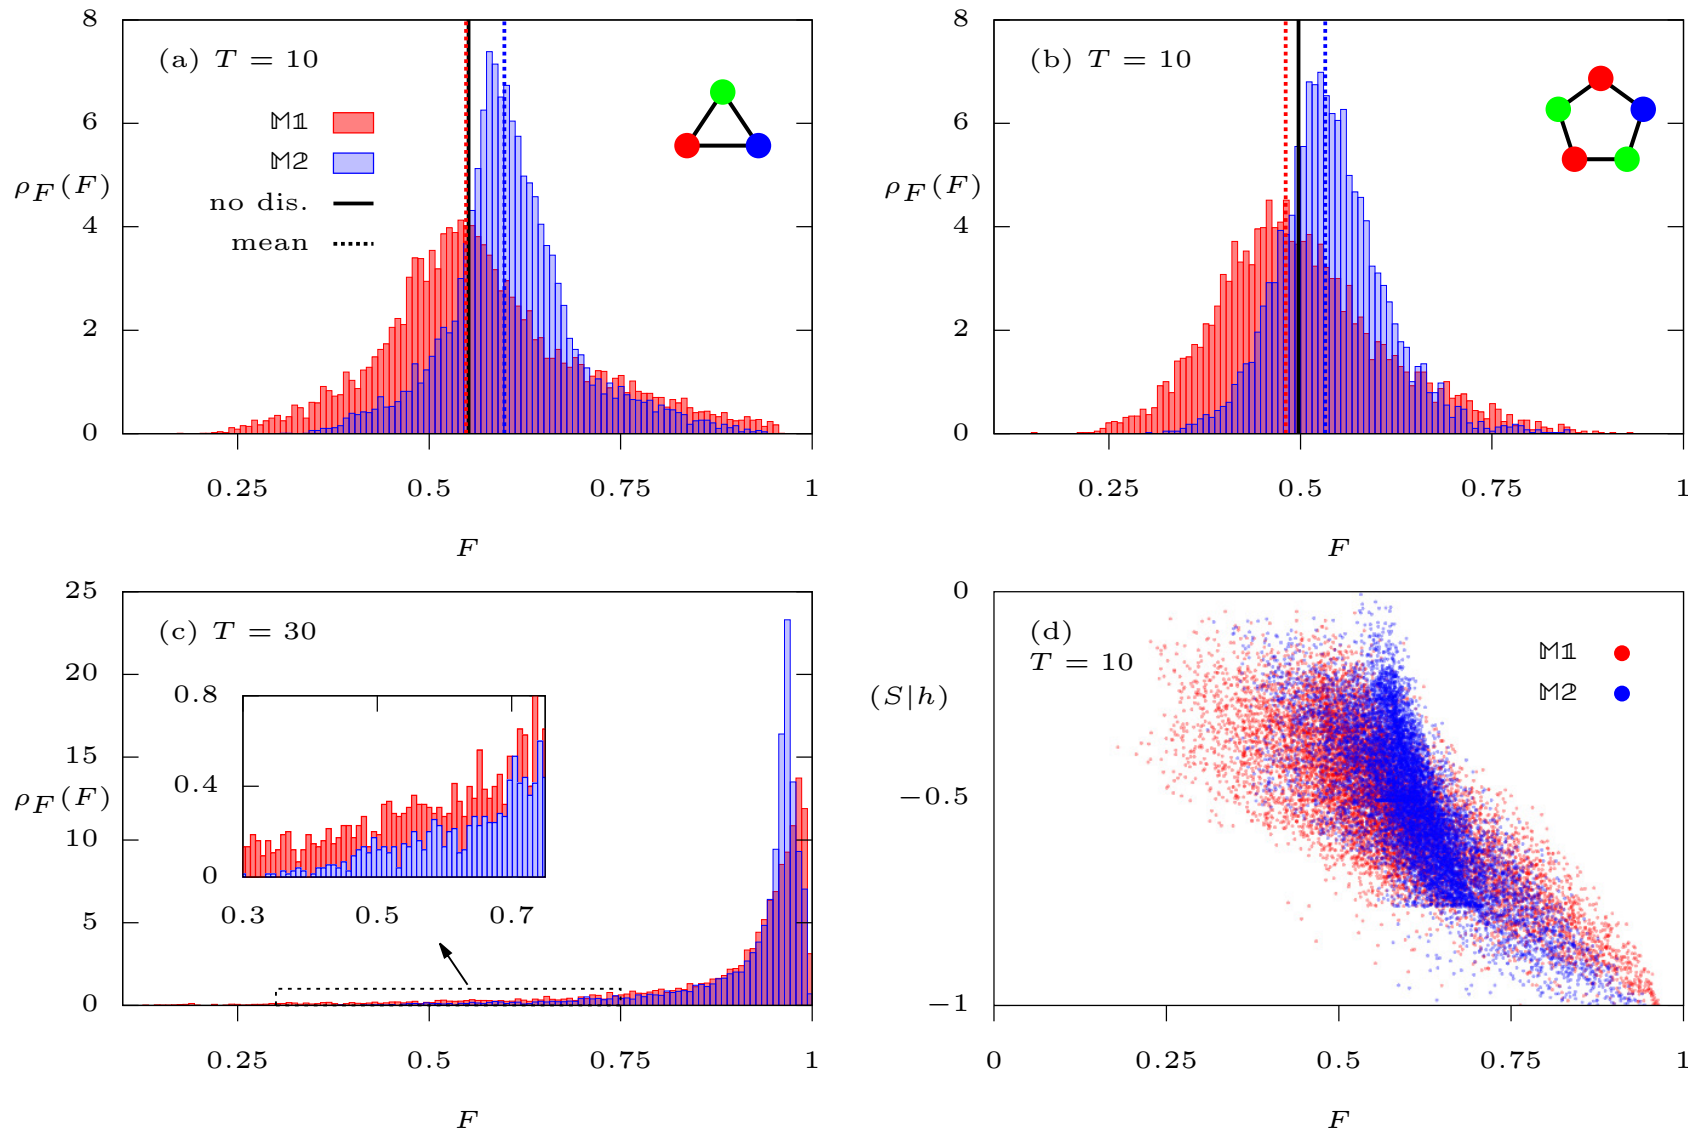 (a) T = 10
𝕄1
𝕄2
no dis.
mean
ρF(F)
8
6
4
2
0
0.25 0.5 0.75 1
F
(b) T = 10
ρF(F)
8
6
4
2
0
0.25 0.5 0.75 1
F
(c) T = 30
ρF(F)
25
20
15
10
5
0
0.25 0.5 0.75 1
F
0.8
0.4
0
0.3 0.5 0.7
(d)
T = 10
𝕄1
𝕄2
(S|h)
0
−0.5
−1
0 0.25 0.5 0.75 1
F